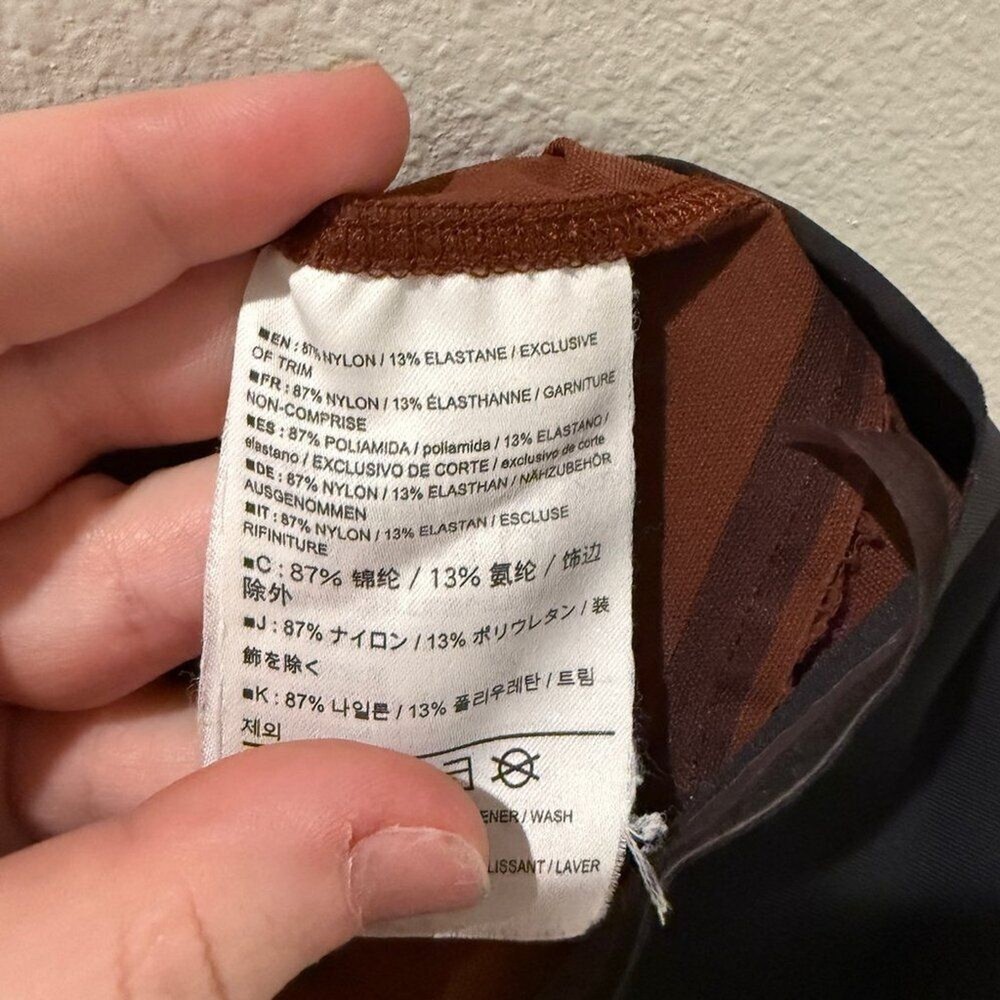 ■EN : 87% NYLON / 13% ELASTANE / EXCLUSIVE
OF TRIM
■FR : 87% NYLON / 13% ÉLASTHANNE / GARNITURE
NON-COMPRISE
■ES : 87% POLIAMIDA / poliamida / 13% ELASTANO /
elastano / EXCLUSIVO DE CORTE / exclusivo de corte
■DE : 87% NYLON / 13% ELASTHAN / NÄHZUBEHÖR
AUSGENOMMEN
■IT : 87% NYLON / 13% ELASTAN / ESCLUSE
RIFINITURE
■C : 87% 锦纶 / 13% 氨纶 / 饰边
除外
■J : 87% ナイロン / 13% ポリウレタン / 装
飾を除く
■K : 87% 나일론 / 13% 폴리우레탄 / 트림
제외
ENER / WASH
LISSANT / LAVER